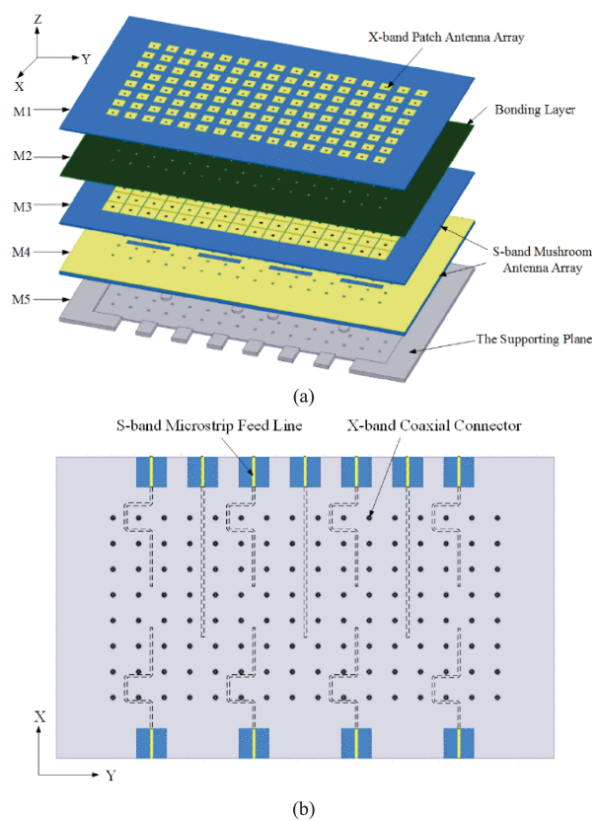 Z
Y
X
X-band Patch Antenna Array
M1
Bonding Layer
M2
M3
S-band Mushroom
Antenna Array
M4
M5
The Supporting Plane
(a)
S-band Microstrip Feed Line
X-band Coaxial Connector
X
Y
(b)